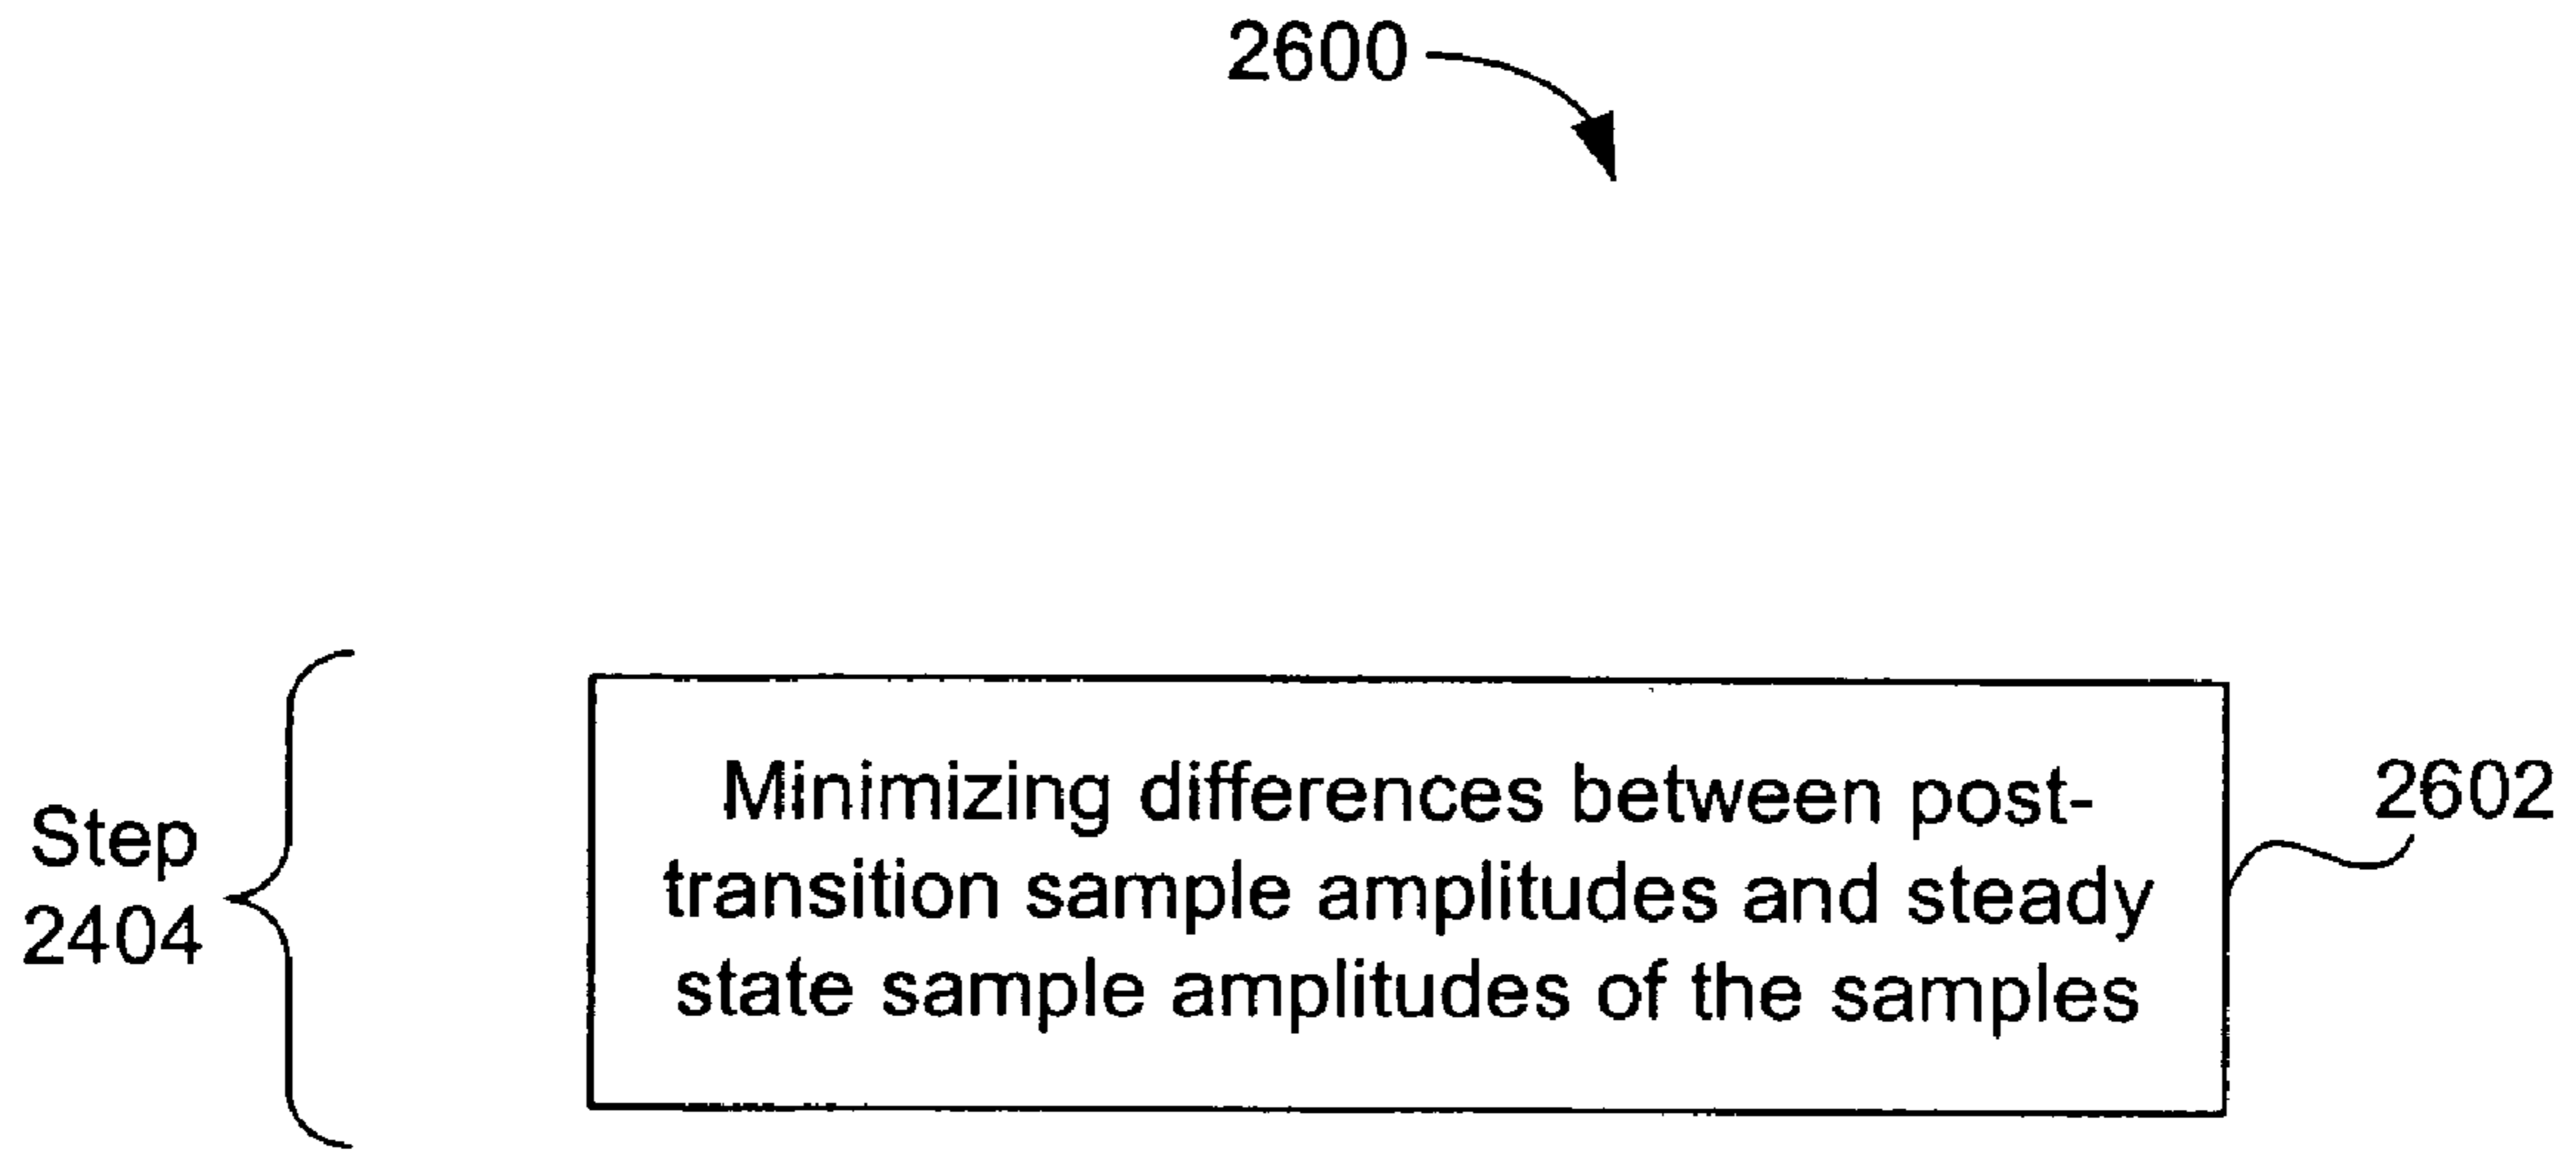 2600
Step
2404
Minimizing differences between post-
transition sample amplitudes and steady
state sample amplitudes of the samples
2602